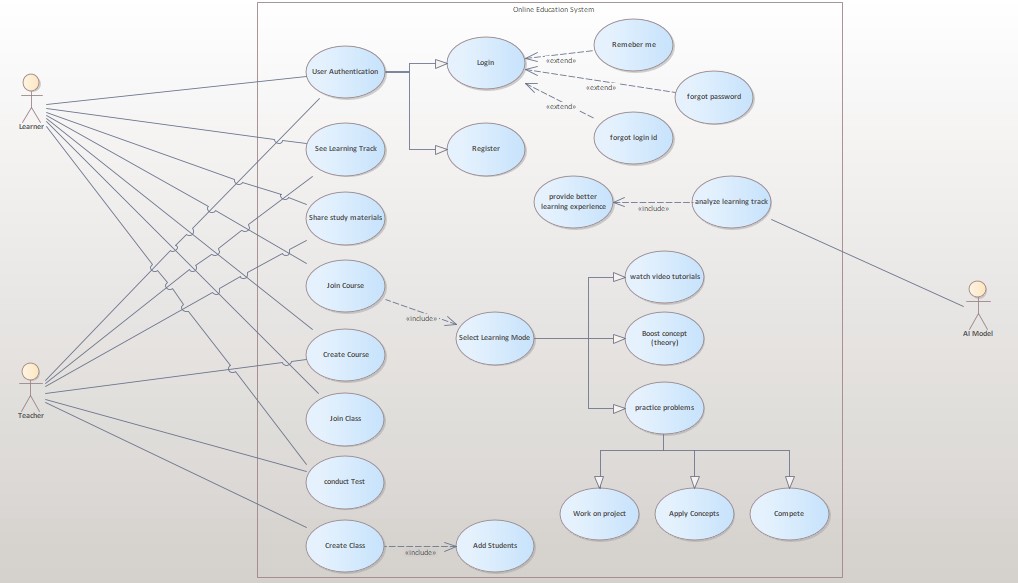 Online Education System
Remeber me
Login
User Authentication
«extend»
«extend»
forgot password
«extend»
Learner
forgot login id
See Learning Track
Register
provide better
learning experience
analyze learning track
«include»
Share study materials
watch video tutorials
Join Course
«include»
Select Learning Mode
Boost concept
(theory)
AI Model
Create Course
practice problems
Teacher
Join Class
conduct Test
Work on project
Apply Concepts
Compete
Create Class
«include»
Add Students